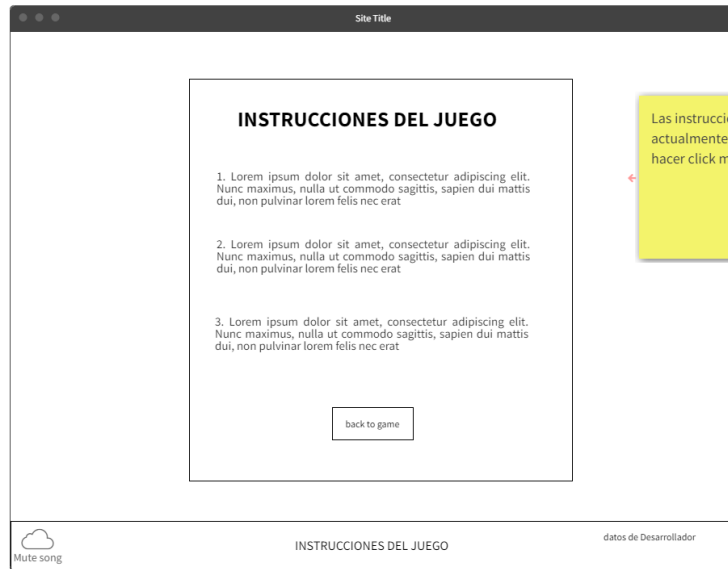 Site Title
INSTRUCCIONES DEL JUEGO
1. Lorem ipsum dolor sit amet, consectetur adipiscing elit.
Nunc maximus, nulla ut commodo sagittis, sapien dui mattis
dui, non pulvinar lorem felis nec erat
2. Lorem ipsum dolor sit amet, consectetur adipiscing elit.
Nunc maximus, nulla ut commodo sagittis, sapien dui mattis
dui, non pulvinar lorem felis nec erat
3. Lorem ipsum dolor sit amet, consectetur adipiscing elit.
Nunc maximus, nulla ut commodo sagittis, sapien dui mattis
dui, non pulvinar lorem felis nec erat
back to game
Las
actualmente
hacer click
Mute song
INSTRUCCIONES DEL JUEGO
datos de Desarrollador